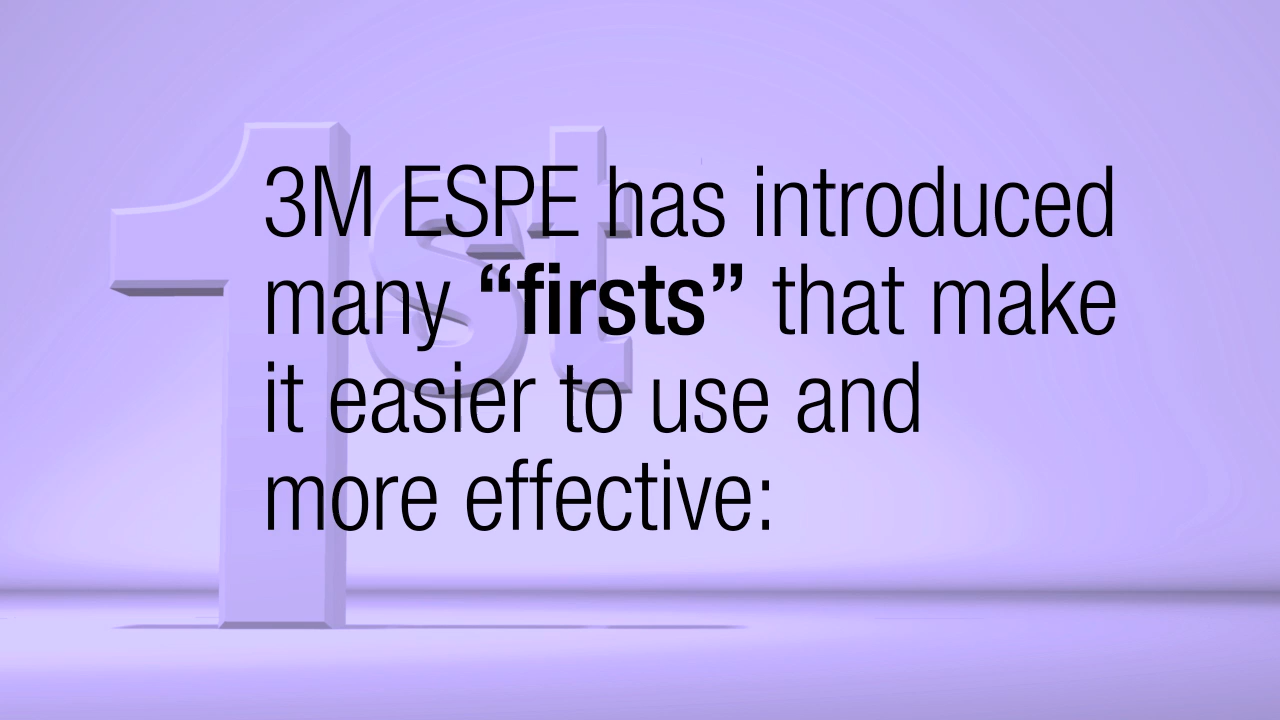 1st
3M ESPE has introduced
many “firsts” that make
it easier to use and
more effective: